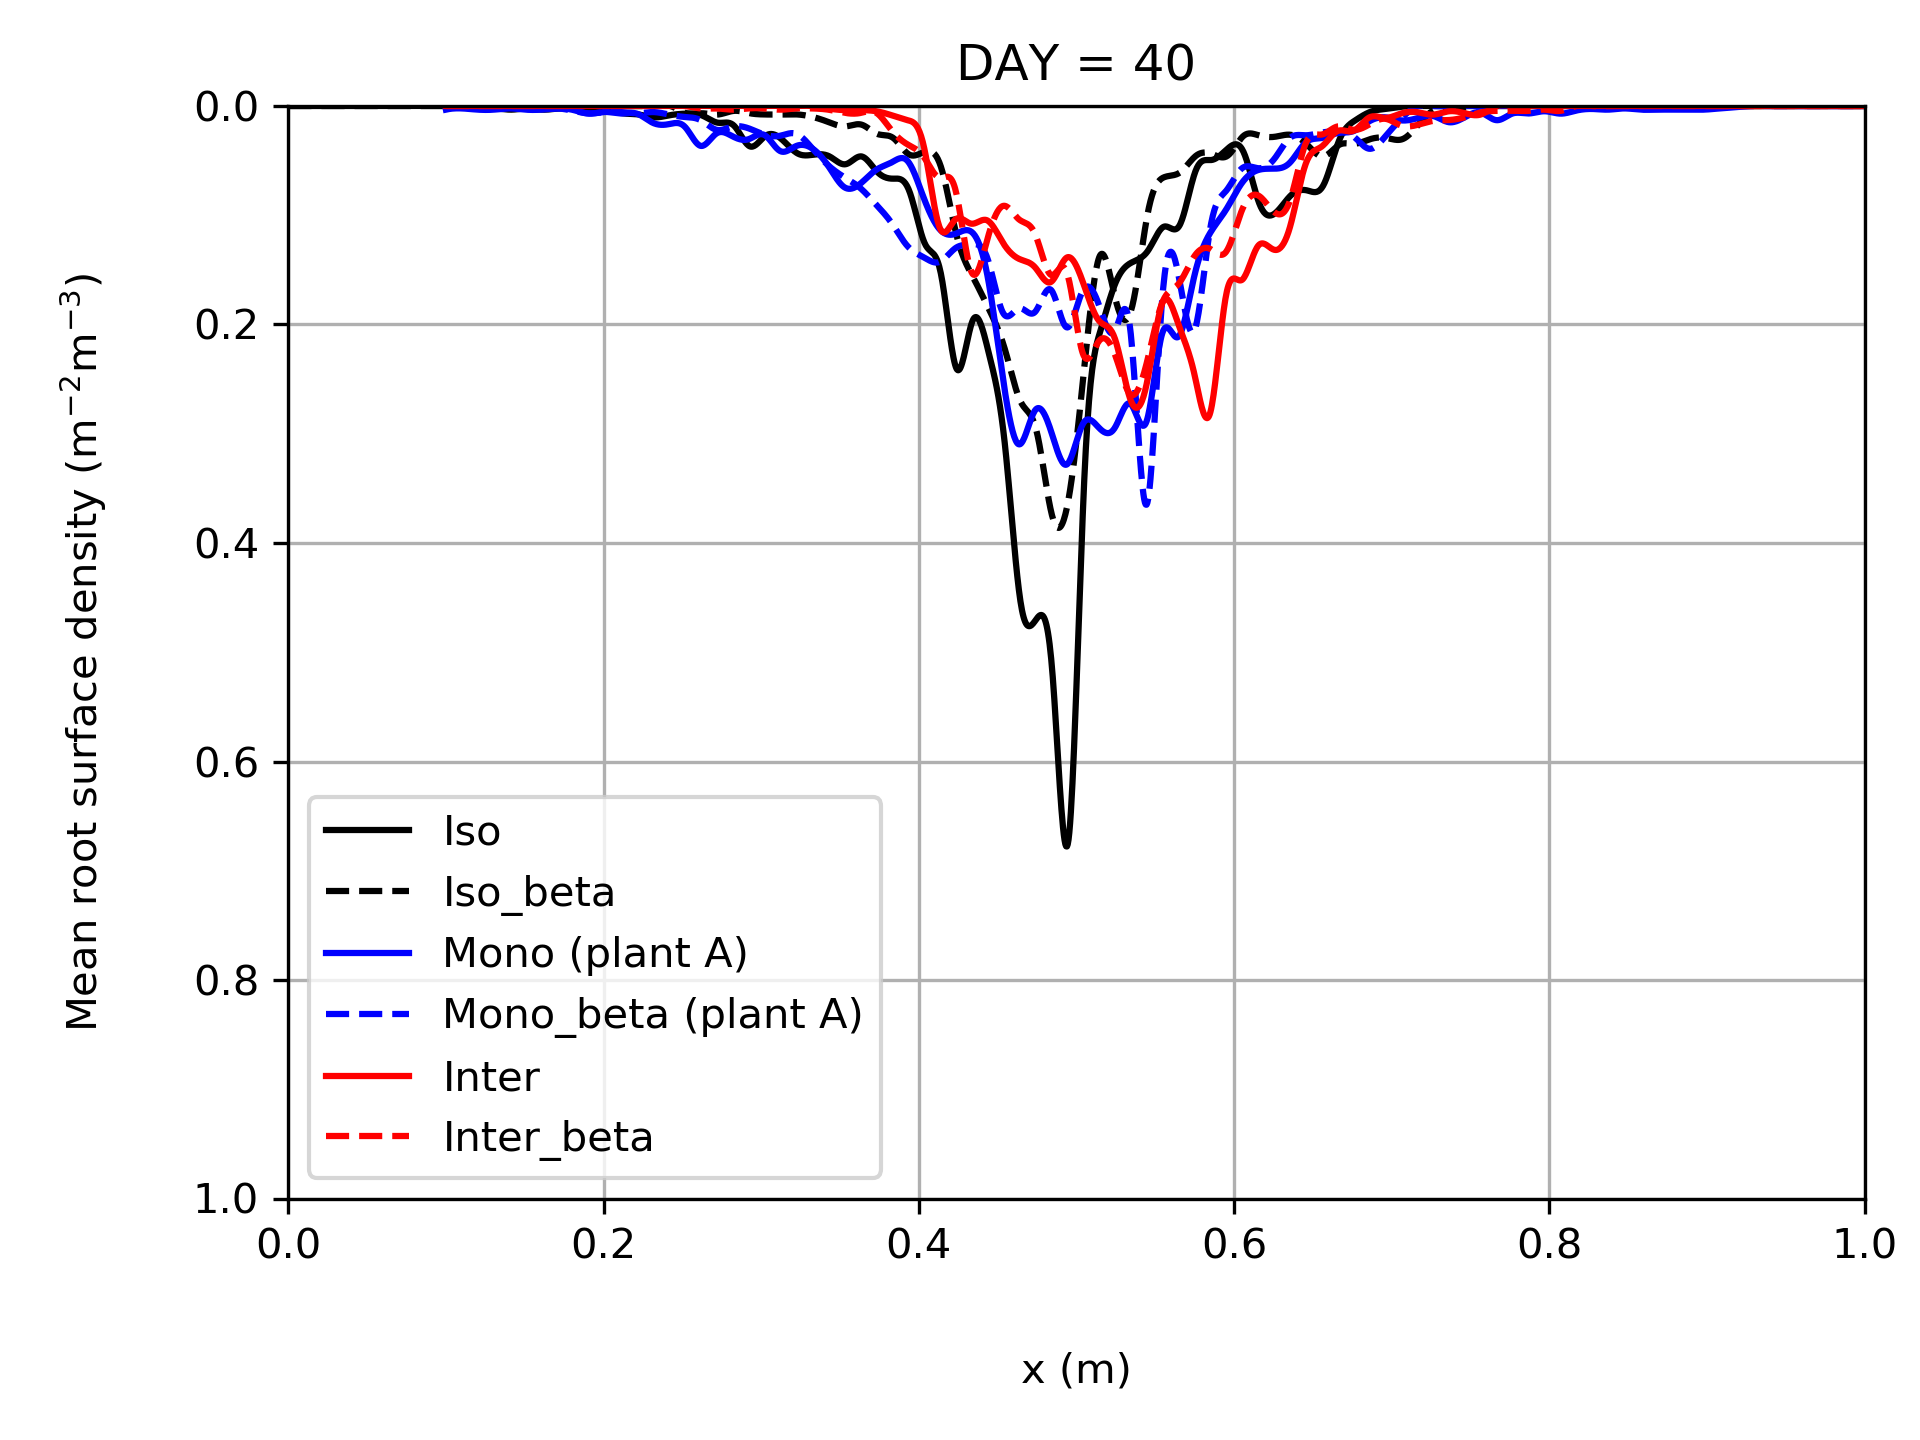 DAY = 40
0.0
0.2
0.4
0.6
0.8
1.0
Mean root surface density (m⁻²m⁻³)
Iso
Iso_beta
Mono (plant A)
Mono_beta (plant A)
Inter
Inter_beta
0.0 0.2 0.4 0.6 0.8 1.0
x (m)